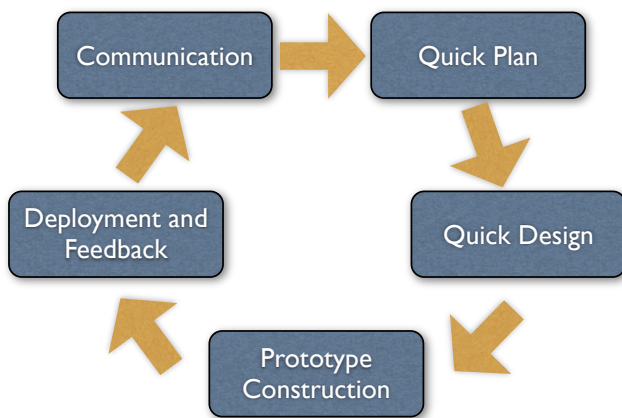 Communication
Quick Plan
Quick Design
Prototype
Construction
Deployment and
Feedback